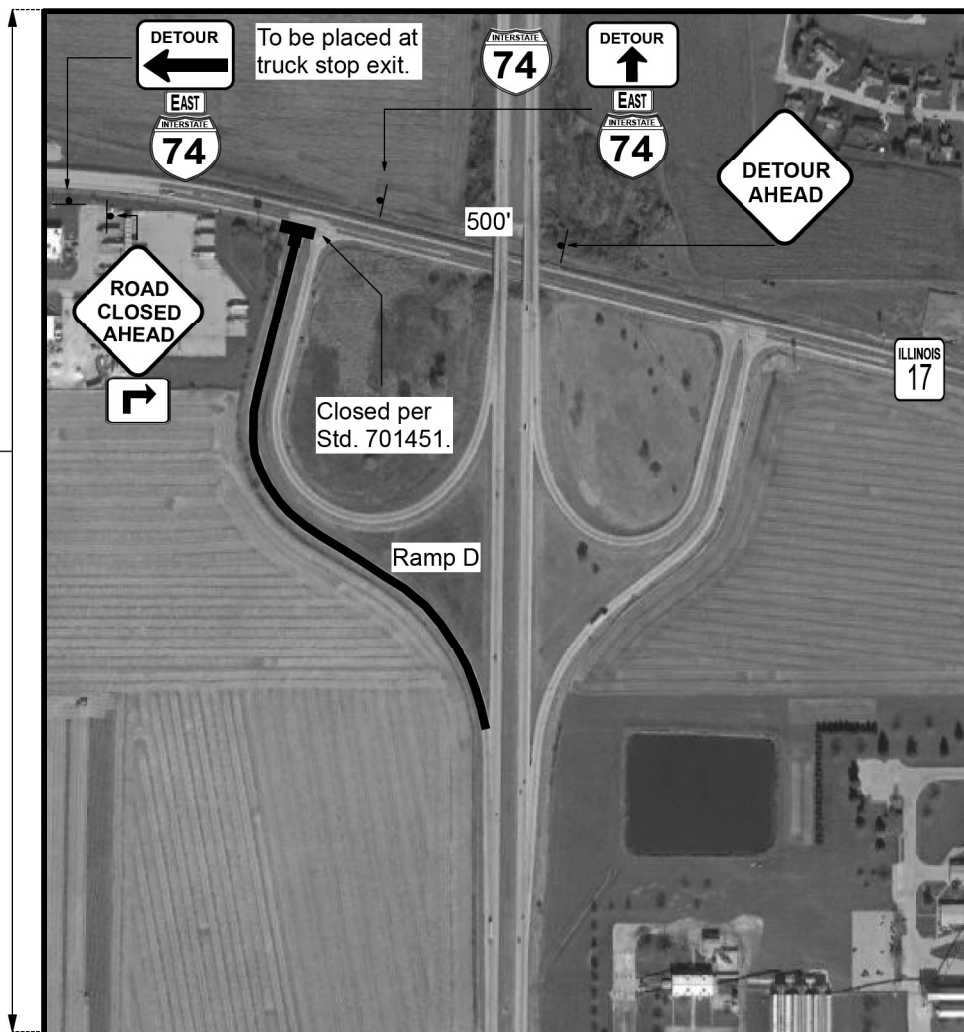 DETOUR
EAST
INTERSTATE
74
To be placed at
truck stop exit.
INTERSTATE
74
DETOUR
EAST
INTERSTATE
74
DETOUR
AHEAD
500'
ROAD
CLOSED
AHEAD
Closed per
Std. 701451.
ILLINOIS
17
Ramp D